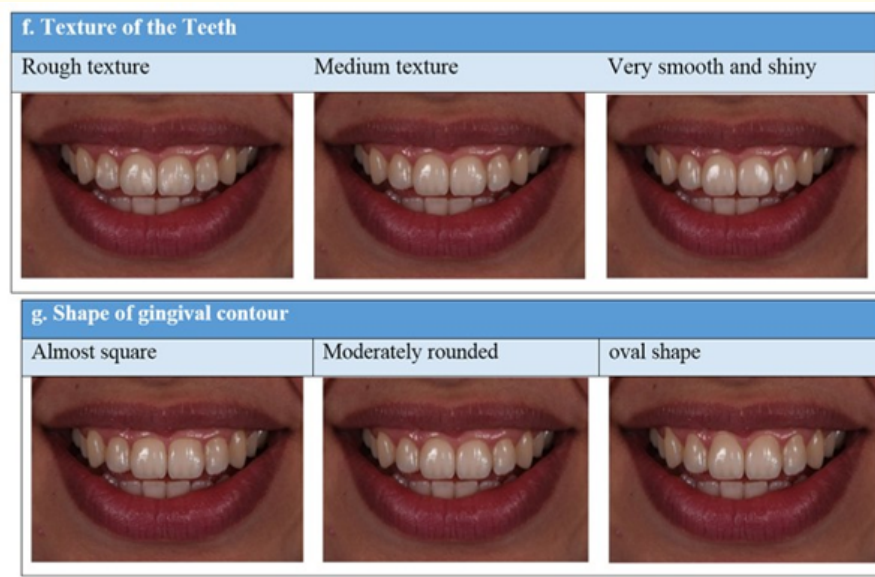 f. Texture of the Teeth
Rough texture
Medium texture
Very smooth and shiny
g. Shape of gingival contour
Almost square
Moderately rounded
oval shape